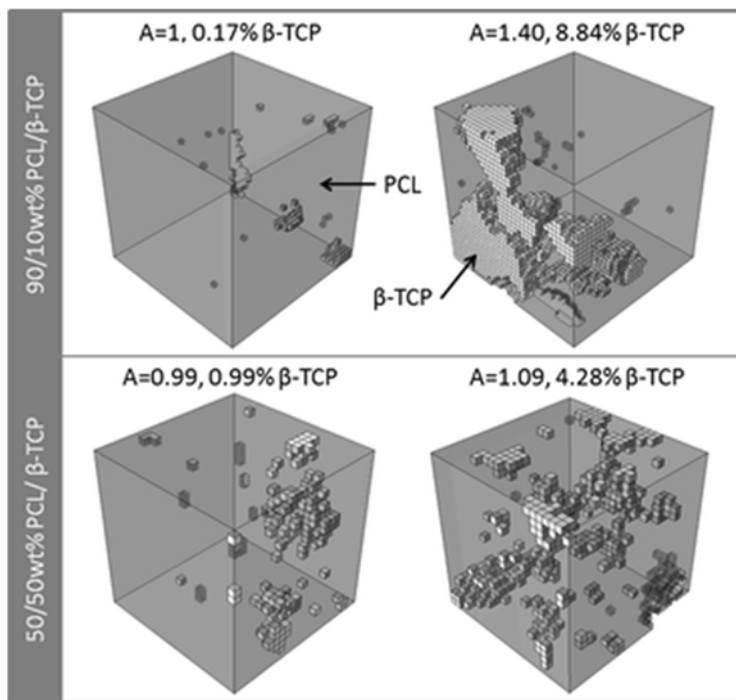 90/10wt% PCL/β-TCP
A=1, 0.17% β-TCP
A=1.40, 8.84% β-TCP
PCL
β-TCP
50/50wt% PCL/ β-TCP
A=0.99, 0.99% β-TCP
A=1.09, 4.28% β-TCP